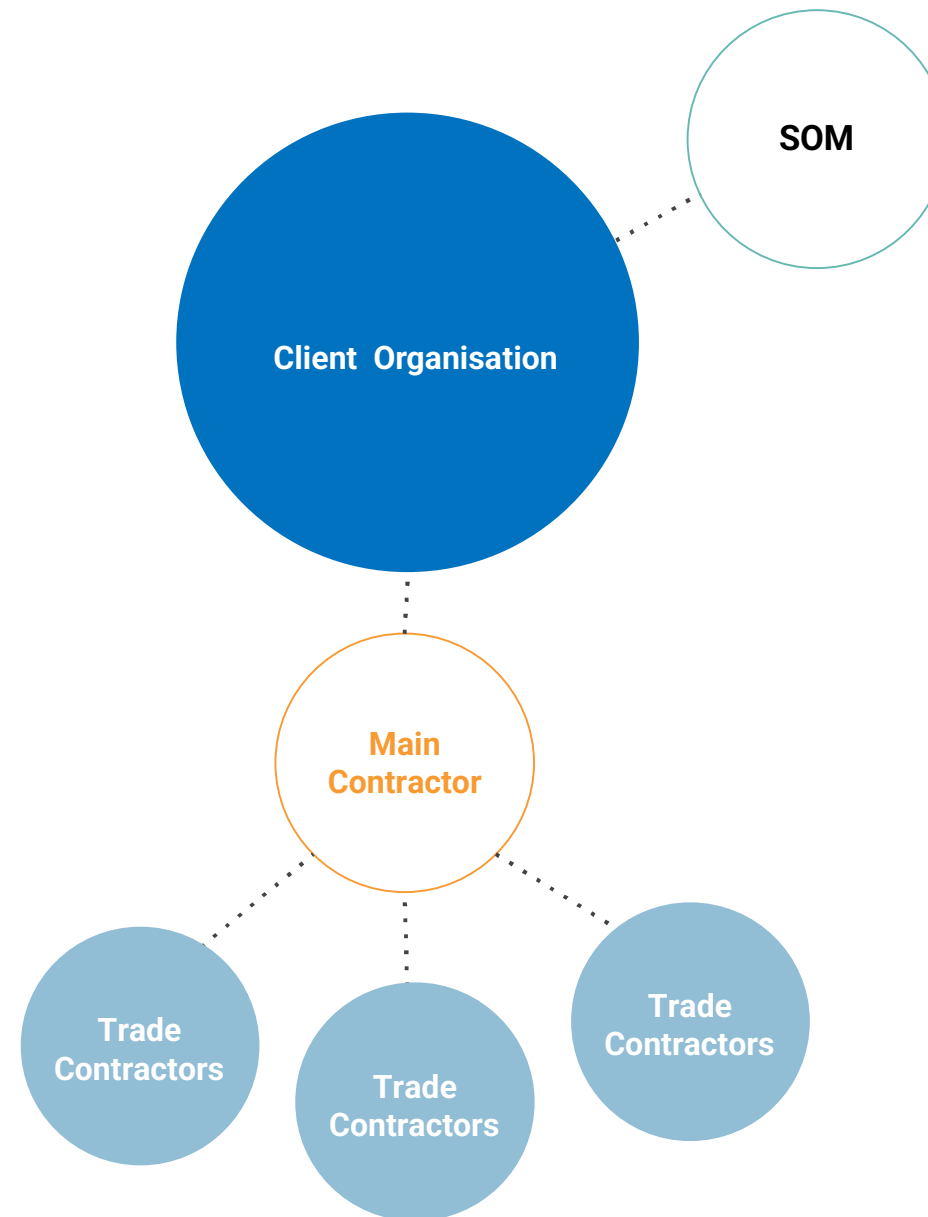 SOM
Client  Organisation
Main
Contractor
Trade
Contractors
Trade
Contractors
Trade
Contractors